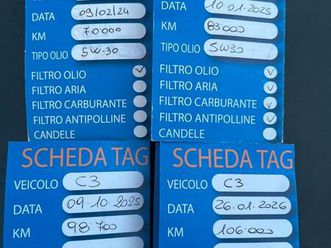 DATA 09/02/24
KM 70'000
TIPO OLIO 5W-30
FILTRO OLIO
FILTRO ARIA
FILTRO CARBURANTE
FILTRO ANTIPOLLINE
CANDELE
DATA 10.01.2025
KM 83000
TIPO OLIO 5W30
FILTRO OLIO
FILTRO ARIA
FILTRO CARBURANTE
FILTRO ANTIPOLLINE
CANDELE
SCHEDA TAG
VEICOLO C3
DATA 09.10.2025
KM 98.700
SCHEDA TAG
VEICOLO C3
DATA 26.01.2026
KM 106000